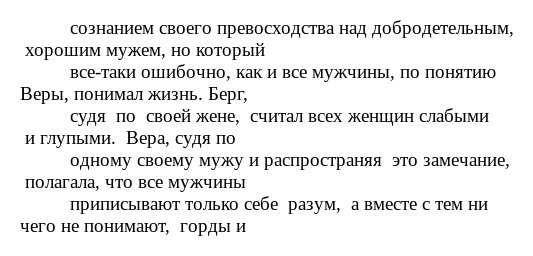 сознанием своего превосходства над добродетельным,
хорошим мужем, но который
все-таки ошибочно, как и все мужчины, по понятию
Веры, понимал жизнь. Берг,
судя по своей жене, считал всех женщин слабыми
и глупыми. Вера, судя по
одному своему мужу и распространяя это замечание,
полагала, что все мужчины
приписывают только себе разум, а вместе с тем ни
чего не понимают, горды и